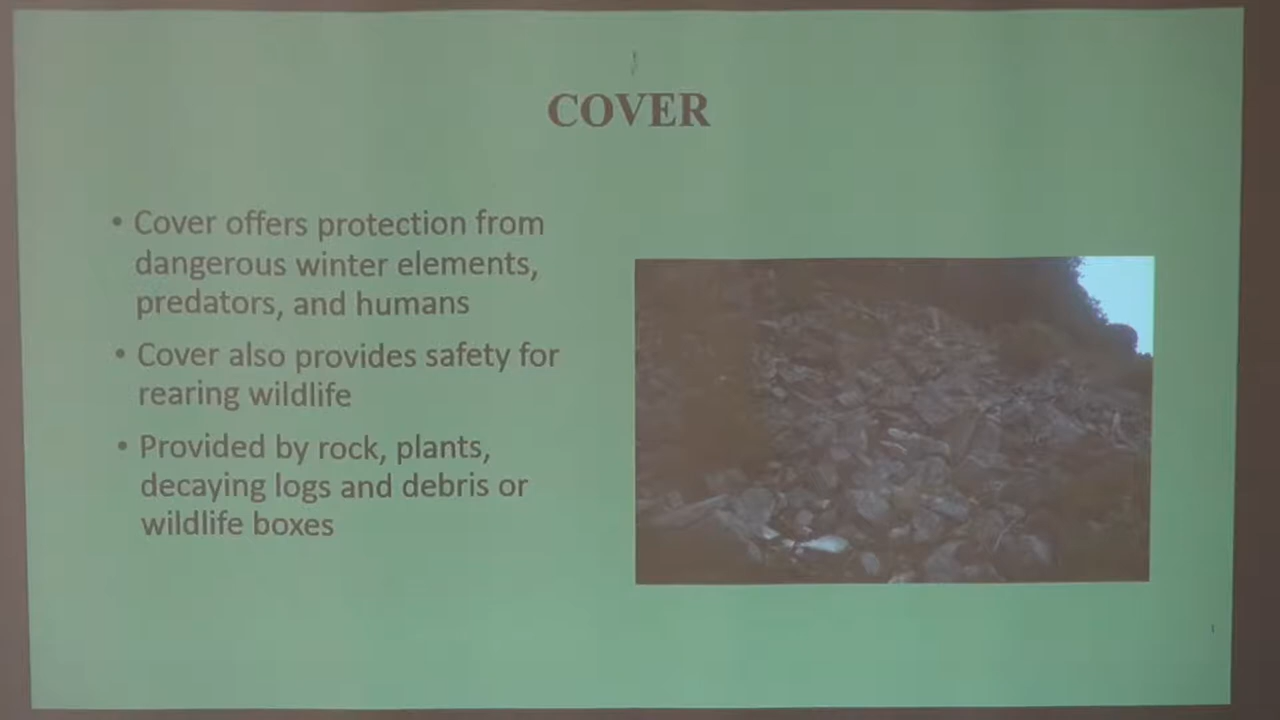 COVER
• Cover offers protection from
dangerous winter elements,
predators, and humans
• Cover also provides safety for
rearing wildlife
• Provided by rock, plants,
decaying logs and debris or
wildlife boxes